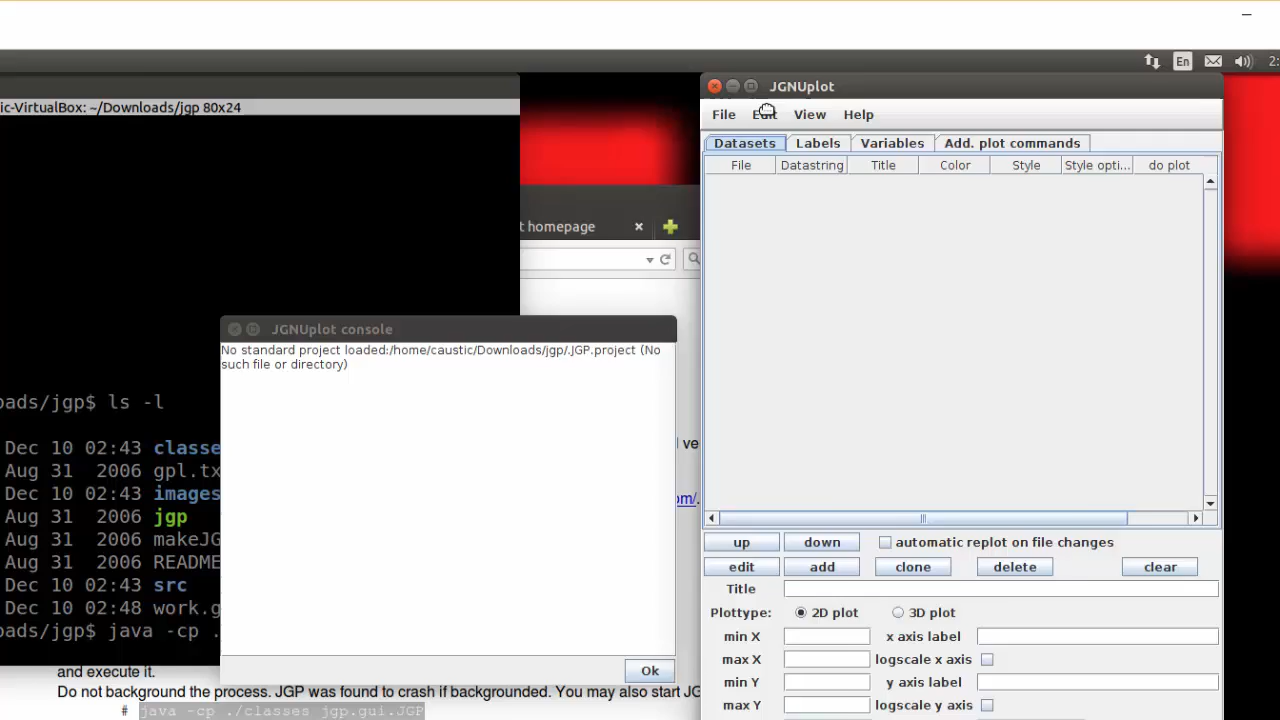 En
2:
ic-VirtualBox: ~/Downloads/jgp 80x24
JGNUplot
File Edit View Help
Datasets Labels Variables Add. plot commands
File Datastring Title Color Style Style opti... do plot
t homepage
JGNUplot console
No standard project loaded:/home/caustic/Downloads/jgp/.JGP.project (No
such file or directory)
oads/jgp$ ls -l
Dec 10 02:43 classe
Aug 31 2006 gpl.tx
Dec 10 02:43 images
Aug 31 2006 jgp
Aug 31 2006 makeJG
Aug 31 2006 README
Dec 10 02:43 src
Dec 10 02:48 work.g
oads/jgp$ java -cp .
l ve
om/.
Ok
up down automatic replot on file changes
edit add clone delete clear
Title
Plottype: 2D plot 3D plot
min X x axis label
max X logscale x axis
min Y y axis label
max Y logscale y axis
and execute it.
Do not background the process. JGP was found to crash if backgrounded. You may also start JG
# java -cp ./classes jgp.gui.JGP